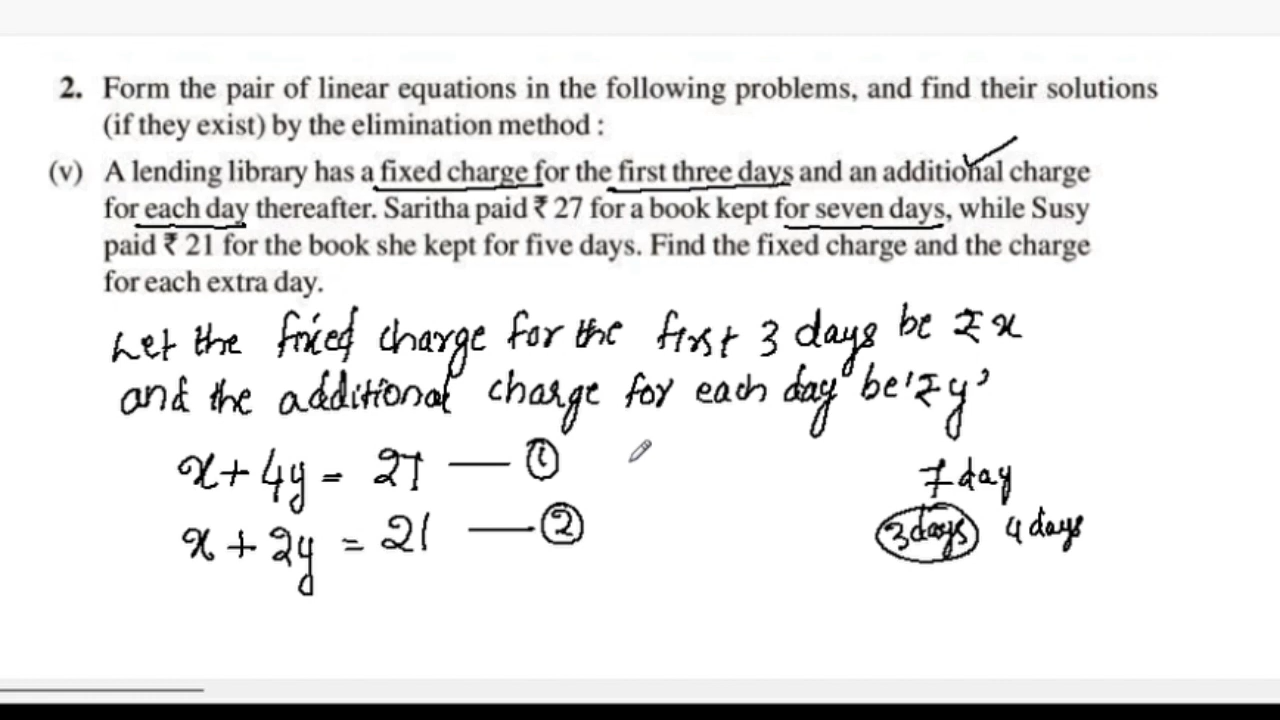 2. Form the pair of linear equations in the following problems, and find their solutions
(if they exist) by the elimination method :
(v) A lending library has a fixed charge for the first three days and an additional charge
for each day thereafter. Saritha paid ₹ 27 for a book kept for seven days, while Susy
paid ₹ 21 for the book she kept for five days. Find the fixed charge and the charge
for each extra day.
Let the fixed charge for the first 3 days be ₹ x
and the additional charge for each day be '₹ y'
x + 4y = 27 — ①
7 day
x + 2y = 21 — ②
3 days 4 days